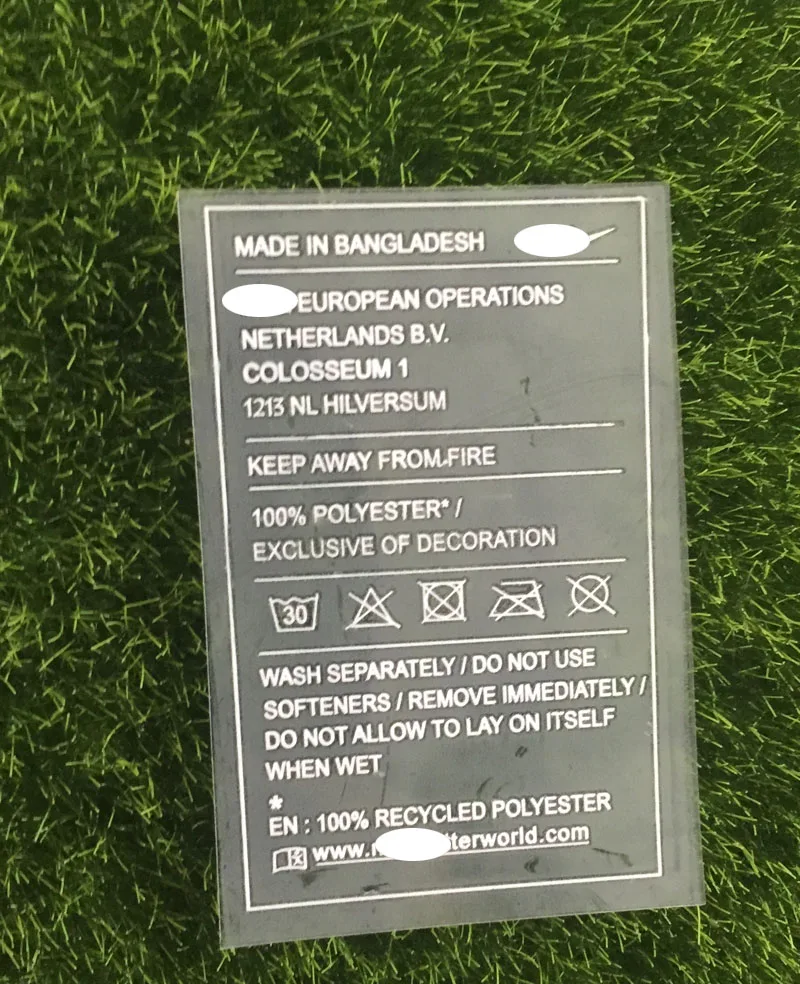 MADE IN BANGLADESH
EUROPEAN OPERATIONS
NETHERLANDS B.V.
COLOSSEUM 1
1213 NL HILVERSUM
KEEP AWAY FROM FIRE
100% POLYESTER* /
EXCLUSIVE OF DECORATION
30
WASH SEPARATELY / DO NOT USE
SOFTENERS / REMOVE IMMEDIATELY /
DO NOT ALLOW TO LAY ON ITSELF
WHEN WET
*
EN : 100% RECYCLED POLYESTER
www. terworld.com